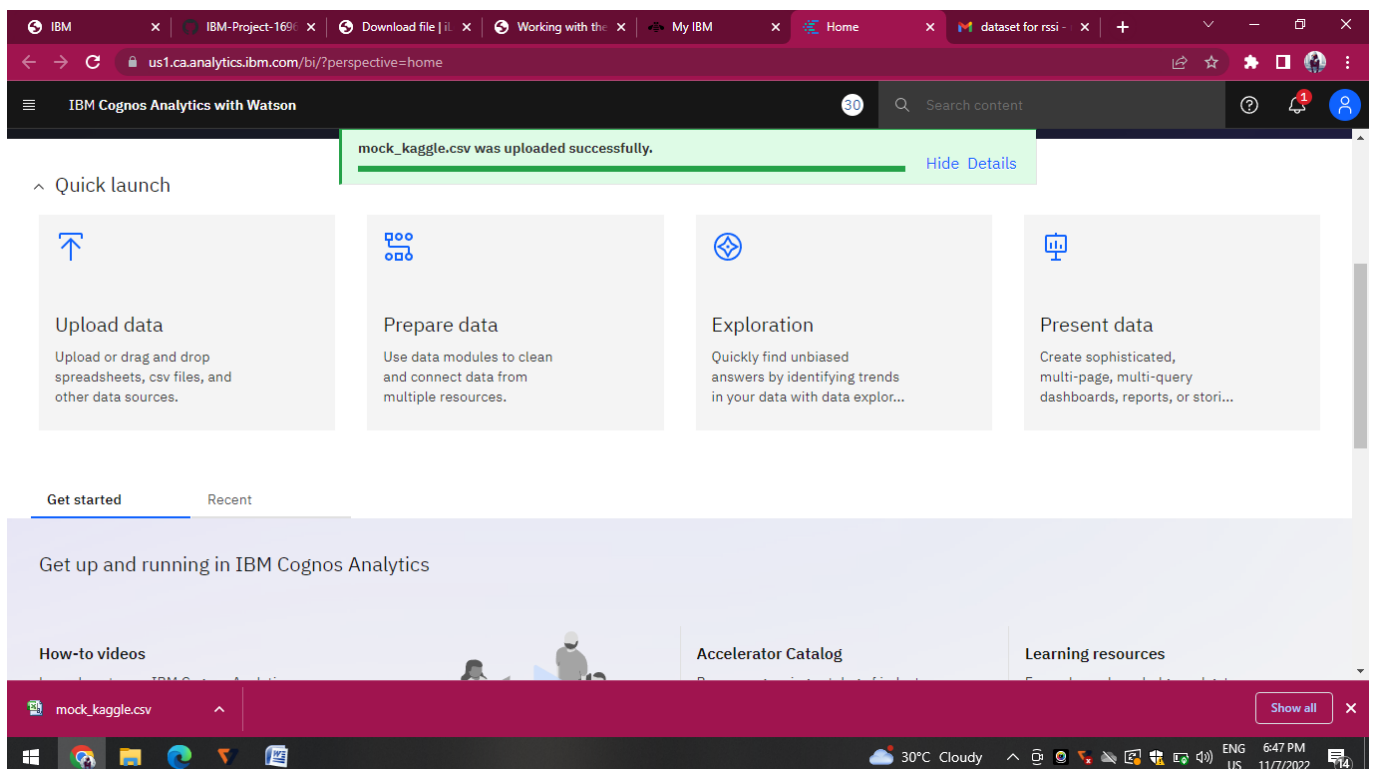 IBM
IBM-Project-1696
Download file | iL
Working with the
My IBM
Home
dataset for rssi -
us1.ca.analytics.ibm.com/bi/?perspective=home
IBM Cognos Analytics with Watson
30
Search content
1
mock_kaggle.csv was uploaded successfully.
Hide Details
Quick launch
Upload data
Upload or drag and drop
spreadsheets, csv files, and
other data sources.
Prepare data
Use data modules to clean
and connect data from
multiple resources.
Exploration
Quickly find unbiased
answers by identifying trends
in your data with data explor...
Present data
Create sophisticated,
multi-page, multi-query
dashboards, reports, or stori...
Get started
Recent
Get up and running in IBM Cognos Analytics
How-to videos
Accelerator Catalog
Learning resources
mock_kaggle.csv
Show all
30°C Cloudy
ENG
US
6:47 PM
11/7/2022
14